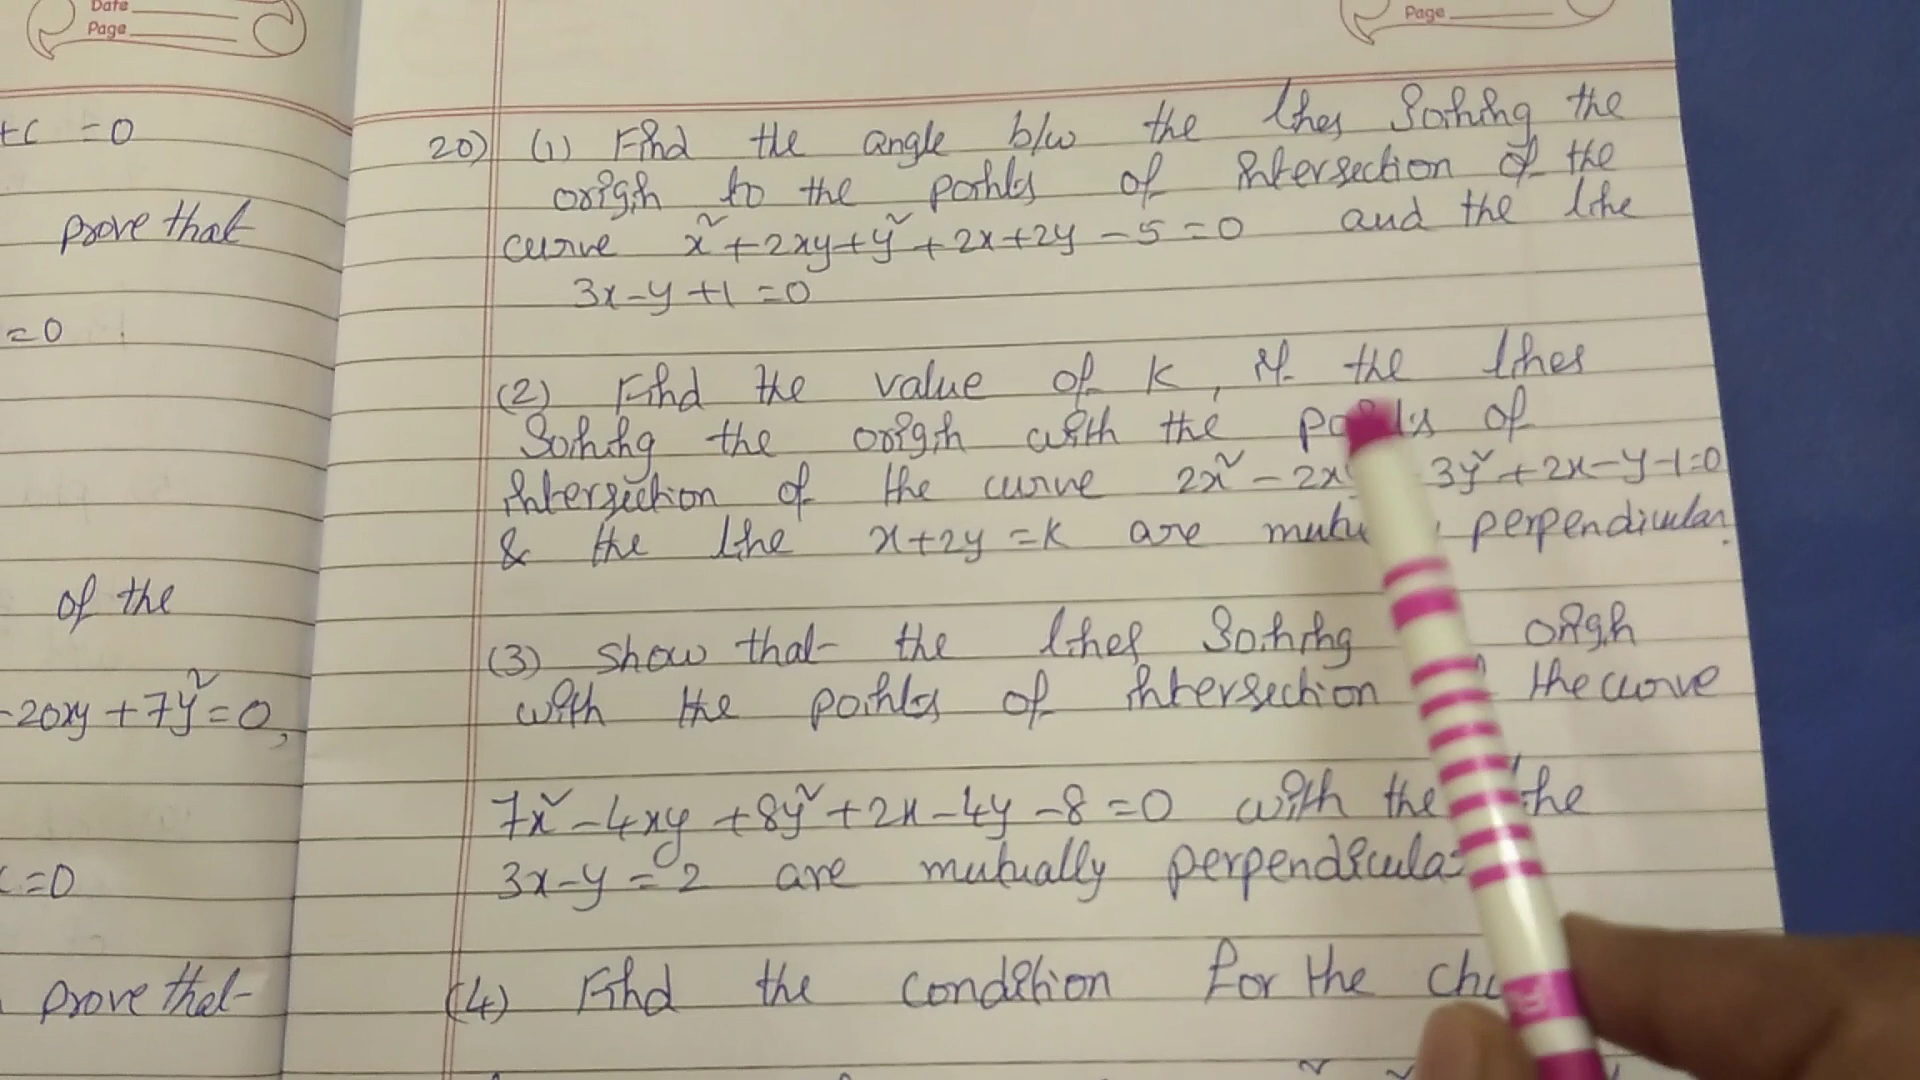 Date
Page
Page
+c = 0
prove that
= 0
of the
- 20xy + 7y² = 0,
c = 0
prove that
20) (1) Find the angle b/w the lines Joining the
origin to the points of intersection of the
curve x² + 2xy + y² + 2x + 2y - 5 = 0 and the line
3x - y + 1 = 0
(2) Find the value of K, if the lines
Joining the origin with the points of
intersection of the curve 2x² - 2x 3y² + 2x - y - 1 = 0
& the line x + 2y = K are perpendicular.
(3) show that the lines Joining origin
with the points of intersection the curve
7x² - 4xy + 8y² + 2x - 4y - 8 = 0 with the
3x - y = 2 are mutually perpendicular
(4) Find the condition for the